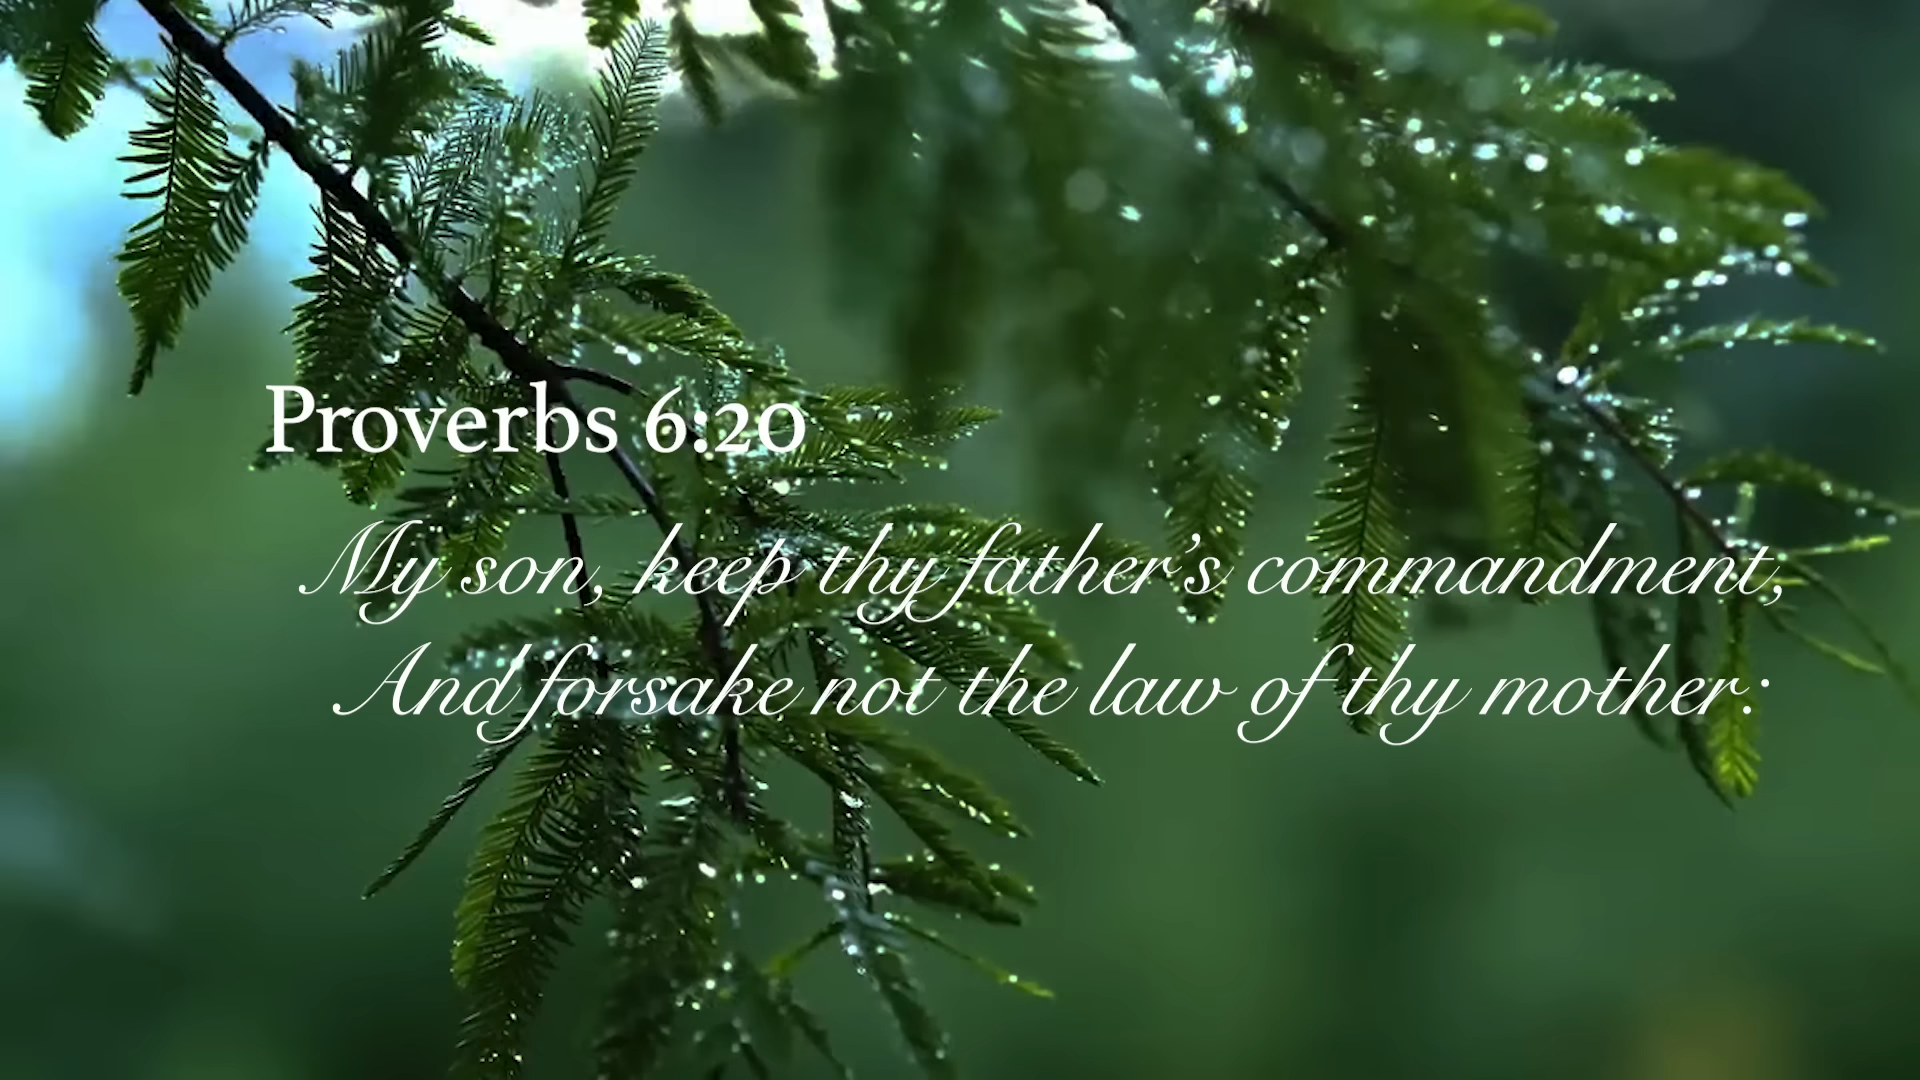 Proverbs 6:20
My son, keep thy father’s commandment,
And forsake not the law of thy mother: